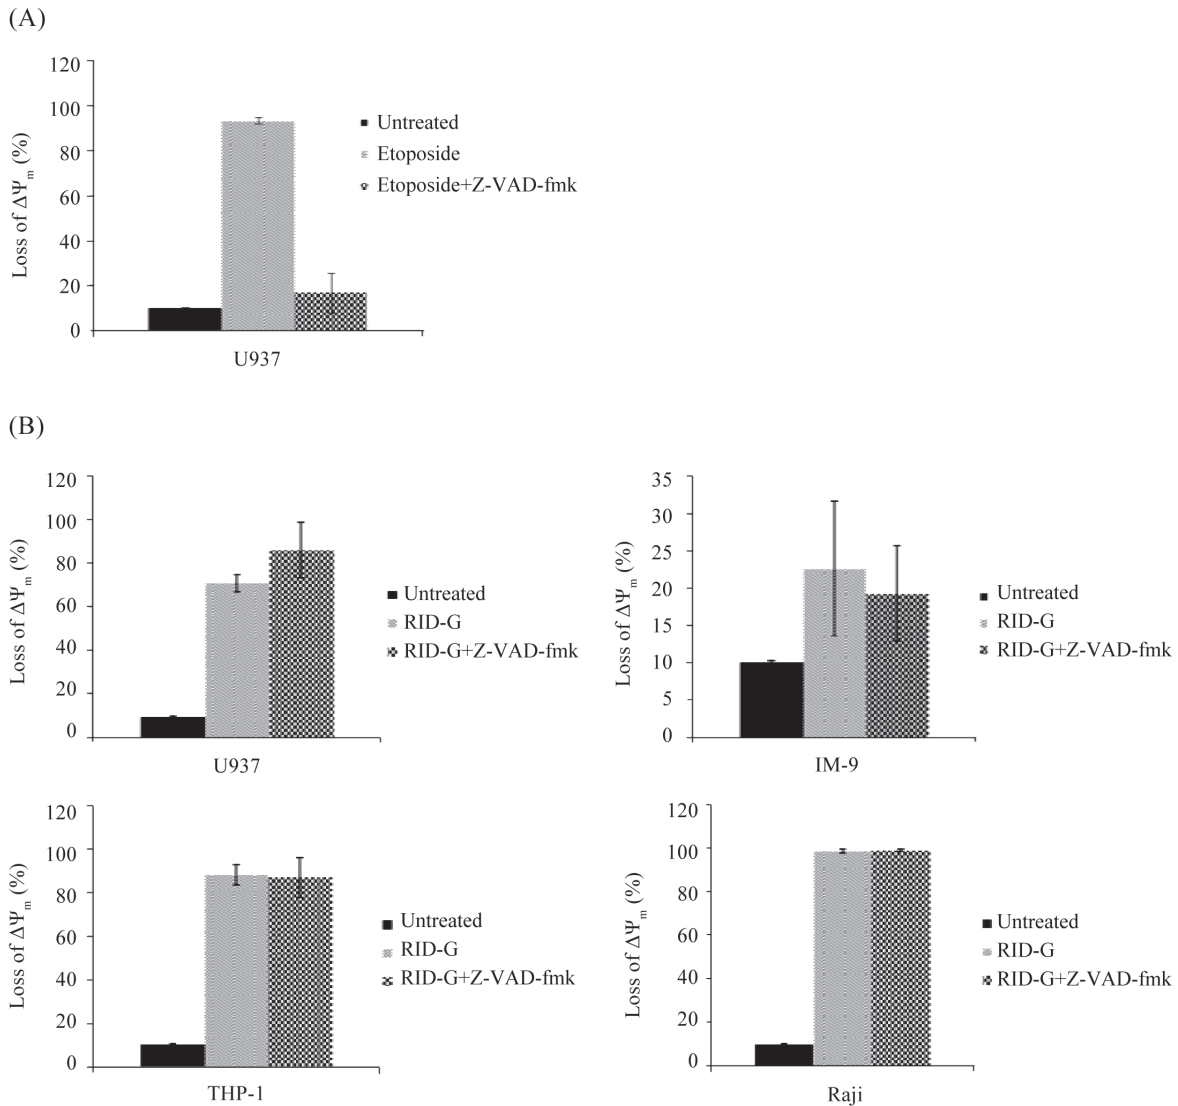 (A)
120
100
80
60
40
20
0
Loss of ΔΨm (%)
Untreated
Etoposide
Etoposide+Z-VAD-fmk
U937
(B)
120
100
80
60
40
20
0
Loss of ΔΨm (%)
Untreated
RID-G
RID-G+Z-VAD-fmk
U937
35
30
25
20
15
10
5
0
Loss of ΔΨm (%)
Untreated
RID-G
RID-G+Z-VAD-fmk
IM-9
120
100
80
60
40
20
0
Loss of ΔΨm (%)
Untreated
RID-G
RID-G+Z-VAD-fmk
THP-1
120
100
80
60
40
20
0
Loss of ΔΨm (%)
Untreated
RID-G
RID-G+Z-VAD-fmk
Raji